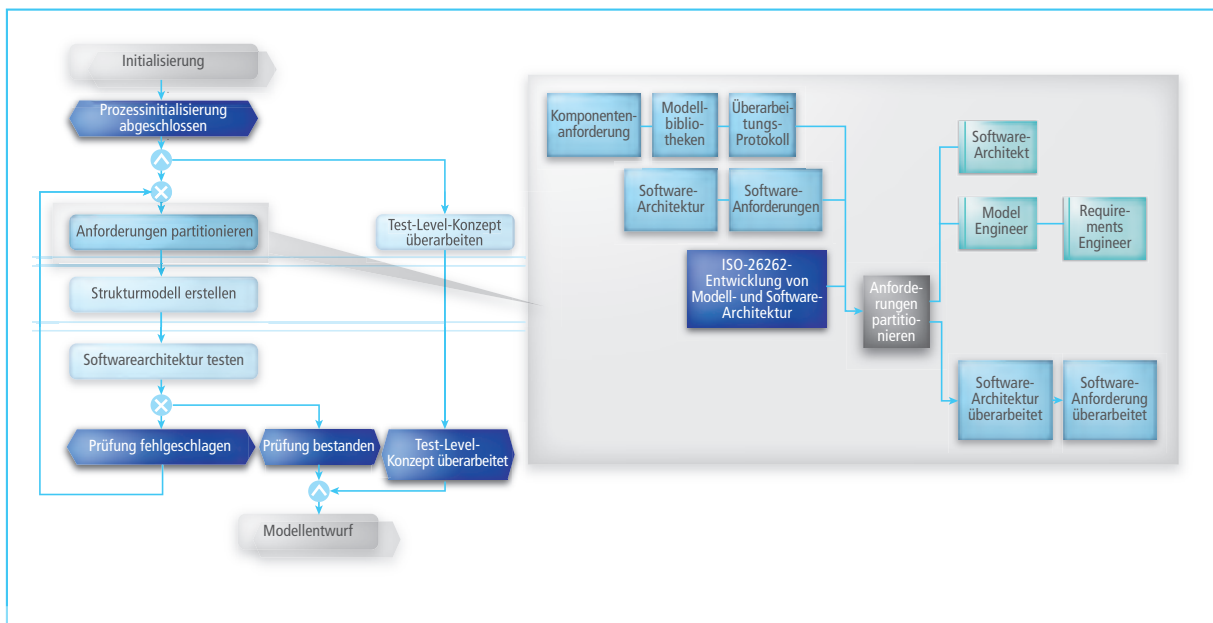 Initialisierung
Prozessinitialisierung
abgeschlossen
Anforderungen partitionieren
Test-Level-Konzept
überarbeiten
Strukturmodell erstellen
Softwarearchitektur testen
Prüfung fehlgeschlagen
Prüfung bestanden
Test-Level-
Konzept überarbeitet
Modellentwurf
Komponenten-
anforderung
Modell-
biblio-
theken
Überarbei-
tungs-
Protokoll
Software-
Architektur
Software-
Anforderungen
ISO-26262-
Entwicklung von
Modell- und Software-
Architektur
Anforde-
rungen
partitio-
nieren
Software-
Architekt
Model
Engineer
Require-
ments
Engineer
Software-
Architektur
überarbeitet
Software-
Anforderung
überarbeitet